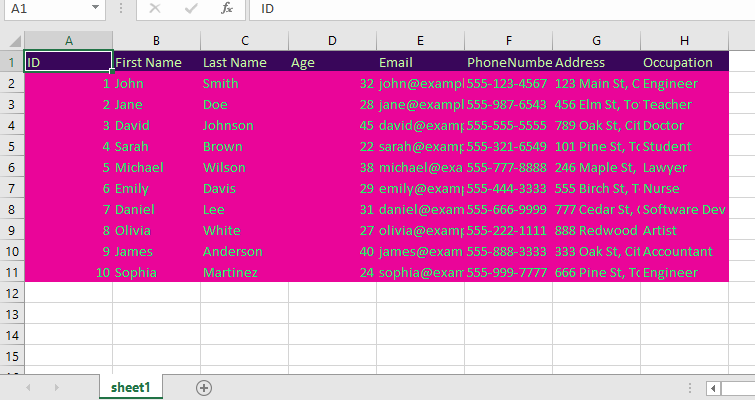 A1 fx ID
A B C D E F G H
1 ID First Name Last Name Age Email PhoneNumbe Address Occupation
2 1 John Smith 32 john@exampl 555-123-4567 123 Main St, C Engineer
3 2 Jane Doe 28 jane@exampl 555-987-6543 456 Elm St, To Teacher
4 3 David Johnson 45 david@examp 555-555-5555 789 Oak St, Cit Doctor
5 4 Sarah Brown 22 sarah@examp 555-321-6549 101 Pine St, To Student
6 5 Michael Wilson 38 michael@exa 555-777-8888 246 Maple St, Lawyer
7 6 Emily Davis 29 emily@examp 555-444-3333 555 Birch St, T Nurse
8 7 Daniel Lee 31 daniel@exam 555-666-9999 777 Cedar St, Software Dev
9 8 Olivia White 27 olivia@examp 555-222-1111 888 Redwood Artist
10 9 James Anderson 40 james@exam 555-888-3333 333 Oak St, Cit Accountant
11 10 Sophia Martinez 24 sophia@exam 555-999-7777 666 Pine St, To Engineer
12
13
14
15
sheet1